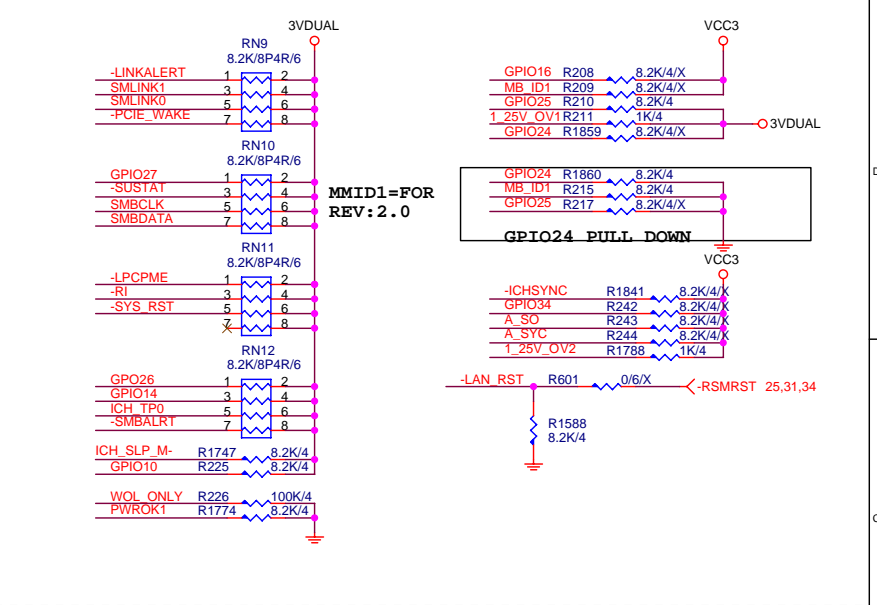 3VDUAL
RN9
8.2K/8P4R/6
-LINKALERT 1 2
SMLINK1 3 4
SMLINK0 5 6
-PCIE_WAKE 7 8
RN10
8.2K/8P4R/6
GPIO27 1 2
-SUSTAT 3 4
SMBCLK 5 6
SMBDATA 7 8
MMID1=FOR
REV:2.0
RN11
8.2K/8P4R/6
-LPCPME 1 2
-RI 3 4
-SYS_RST 5 6
7 8
RN12
8.2K/8P4R/6
GPO26 1 2
GPIO14 3 4
ICH_TP0 5 6
-SMBALRT 7 8
ICH_SLP_M- R1747 8.2K/4
GPIO10 R225 8.2K/4
WOL_ONLY R226 100K/4
PWROK1 R1774 8.2K/4
VCC3
GPIO16 R208 8.2K/4/X
MB_ID1 R209 8.2K/4/X
GPIO25 R210 8.2K/4
1_25V_OV1 R211 1K/4
3VDUAL
GPIO24 R1859 8.2K/4/X
GPIO24 R1860 8.2K/4
MB_ID1 R215 8.2K/4
GPIO25 R217 8.2K/4/X
GPIO24 PULL DOWN
VCC3
-ICHSYNC R1841 8.2K/4/X
GPIO34 R242 8.2K/4/X
A_SO R243 8.2K/4/X
A_SYC R244 8.2K/4/X
1_25V_OV2 R1788 1K/4
-LAN_RST R601 0/6/X -RSMRST 25,31,34
R1588
8.2K/4